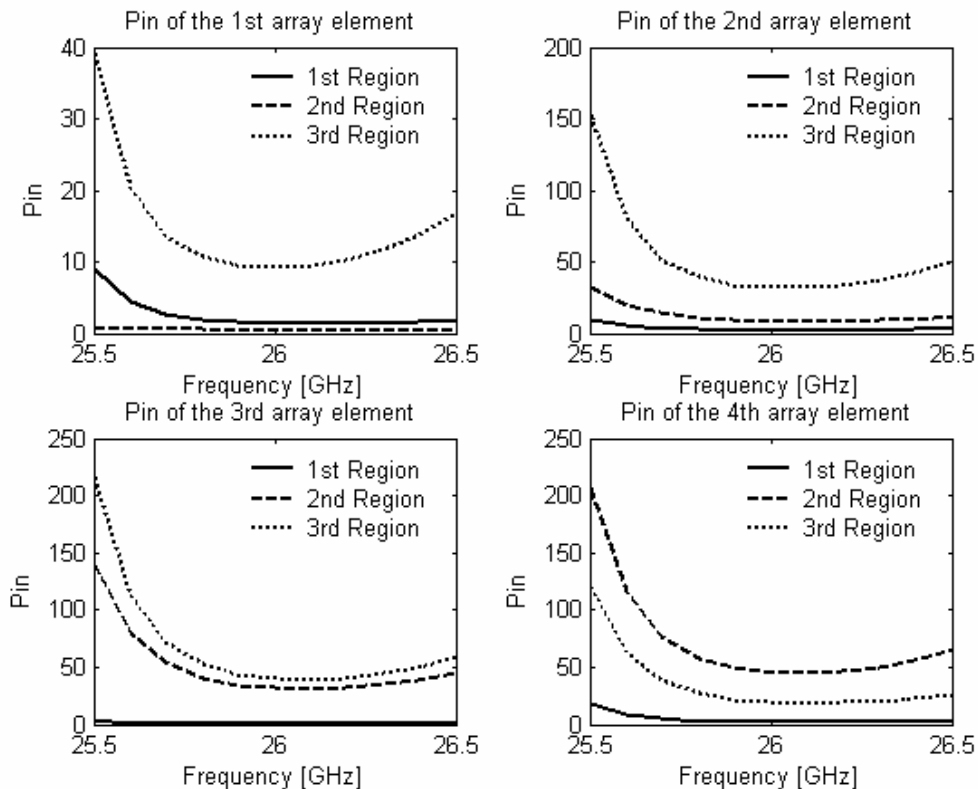 Pin of the 1st array element
40
30
20
10
0
Pin
1st Region
2nd Region
3rd Region
25.5
26
26.5
Frequency [GHz]
Pin of the 2nd array element
200
150
100
50
0
Pin
1st Region
2nd Region
3rd Region
25.5
26
26.5
Frequency [GHz]
Pin of the 3rd array element
250
200
150
100
50
0
Pin
1st Region
2nd Region
3rd Region
25.5
26
26.5
Frequency [GHz]
Pin of the 4th array element
250
200
150
100
50
0
Pin
1st Region
2nd Region
3rd Region
25.5
26
26.5
Frequency [GHz]